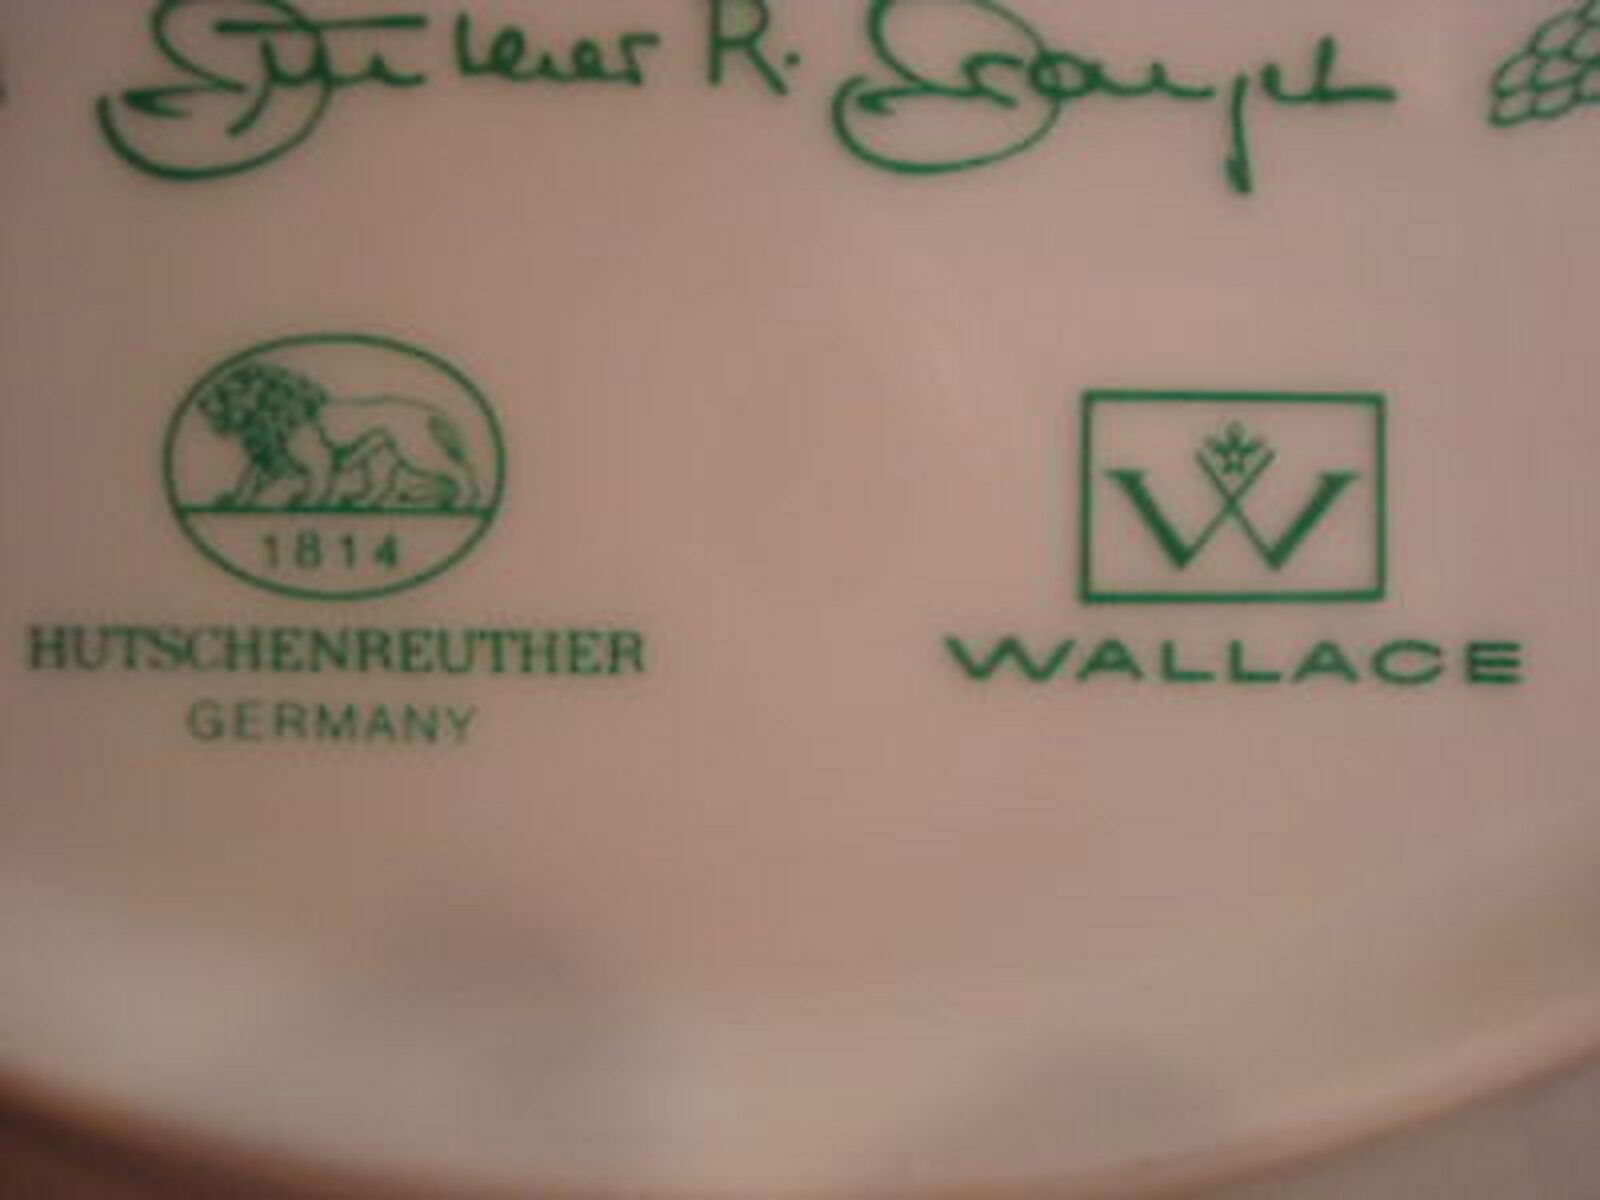 R.
1814
HUTSCHENREUTHER
GERMANY
W
WALLACE